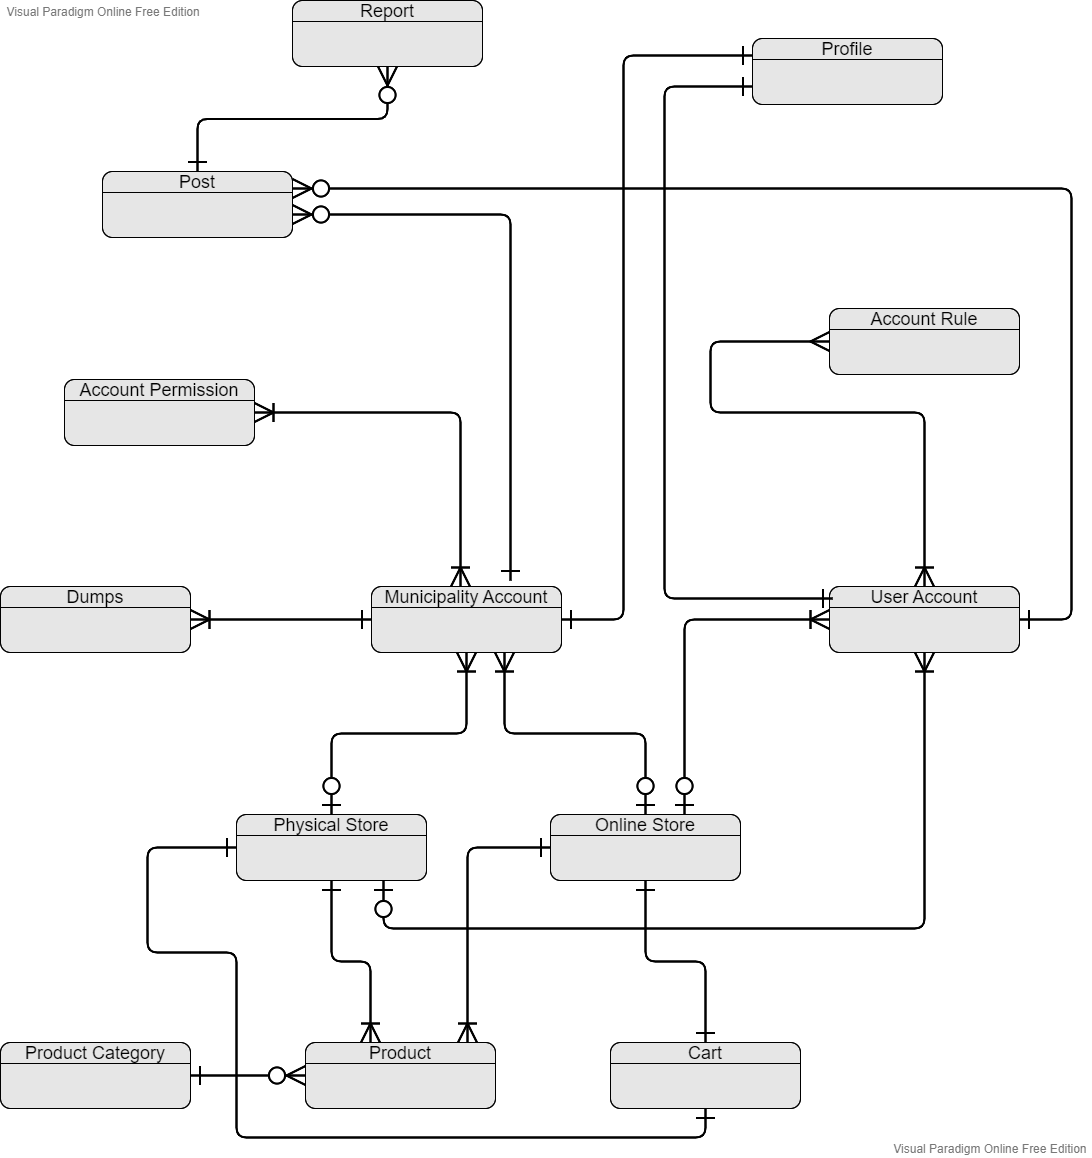 Visual Paradigm Online Free Edition
Report
Profile
Post
Account Rule
Account Permission
Dumps
Municipality Account
User Account
Physical Store
Online Store
Product Category
Product
Cart
Visual Paradigm Online Free Edition